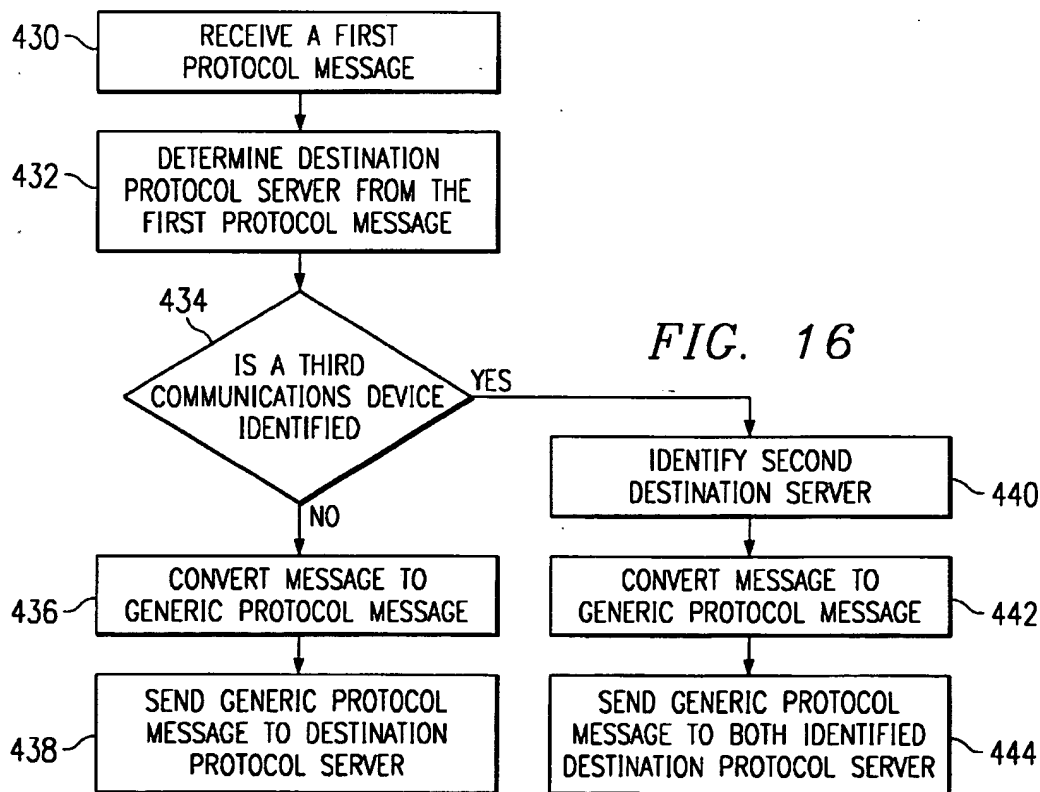 430
RECEIVE A FIRST
PROTOCOL MESSAGE
432
DETERMINE DESTINATION
PROTOCOL SERVER FROM THE
FIRST PROTOCOL MESSAGE
434
IS A THIRD
COMMUNICATIONS DEVICE
IDENTIFIED
YES
NO
FIG. 16
436
CONVERT MESSAGE TO
GENERIC PROTOCOL MESSAGE
438
SEND GENERIC PROTOCOL
MESSAGE TO DESTINATION
PROTOCOL SERVER
IDENTIFY SECOND
DESTINATION SERVER
440
CONVERT MESSAGE TO
GENERIC PROTOCOL MESSAGE
442
SEND GENERIC PROTOCOL
MESSAGE TO BOTH IDENTIFIED
DESTINATION PROTOCOL SERVER
444